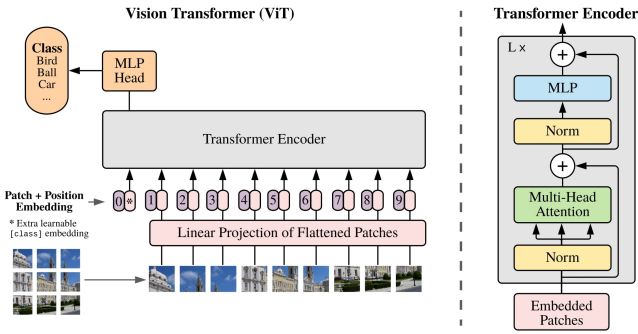 Vision Transformer (ViT)
Class
Bird
Ball
Car
...
MLP
Head
Transformer Encoder
Patch + Position
Embedding
* Extra learnable
[class] embedding
0 * 1 2 3 4 5 6 7 8 9
Linear Projection of Flattened Patches
Transformer Encoder
L x
+
MLP
Norm
+
Multi-Head
Attention
Norm
Embedded
Patches